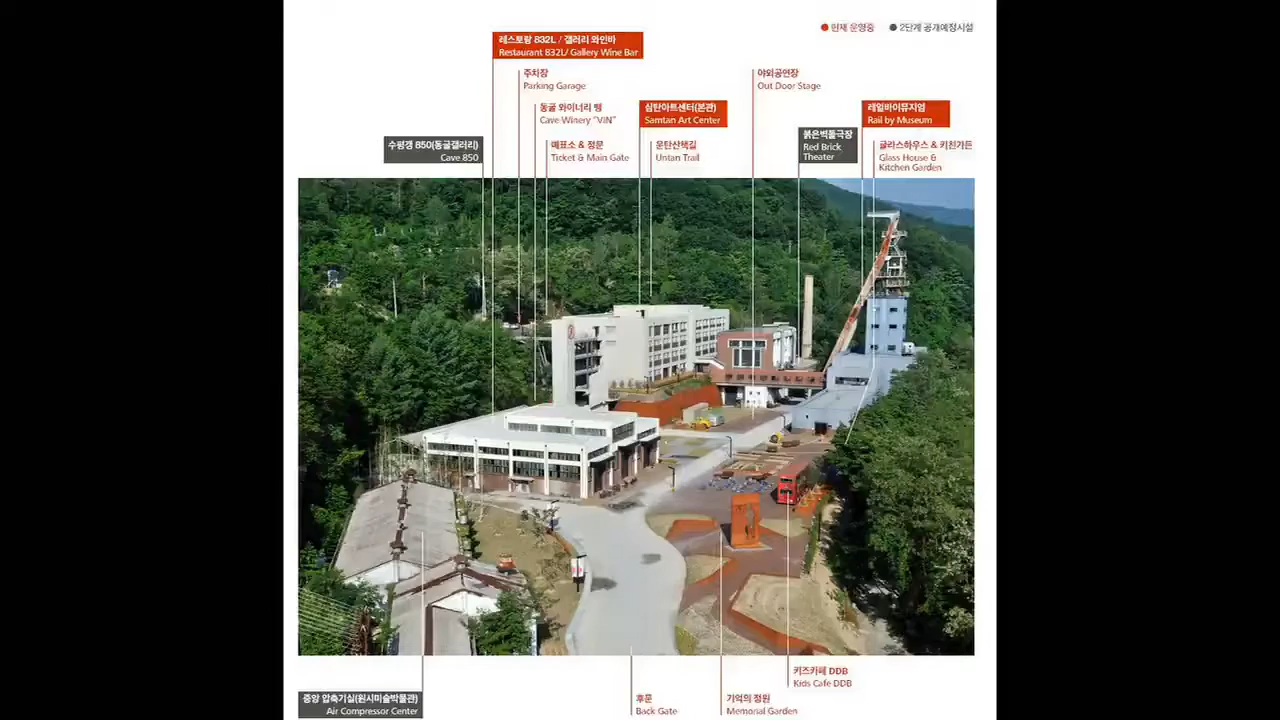 현재 운영중
2단계 공개예정시설
레스토랑 832L / 갤러리 와인바
Restaurant 832L/ Gallery Wine Bar
주차장
Parking Garage
야외공연장
Out Door Stage
동굴 와이너리 뱅
Cave Winery "VIN"
삼탄아트센터(본관)
Samtan Art Center
레일바이뮤지엄
Rail by Museum
수평갱 850(동굴갤러리)
Cave 850
매표소 & 정문
Ticket & Main Gate
운탄산책길
Untan Trail
붉은벽돌극장
Red Brick
Theater
글라스하우스 & 키친가든
Glass House &
Kitchen Garden
키즈카페 DDB
Kids Cafe DDB
중앙 압축기실(원시미술박물관)
Air Compressor Center
후문
Back Gate
기억의 정원
Memorial Garden